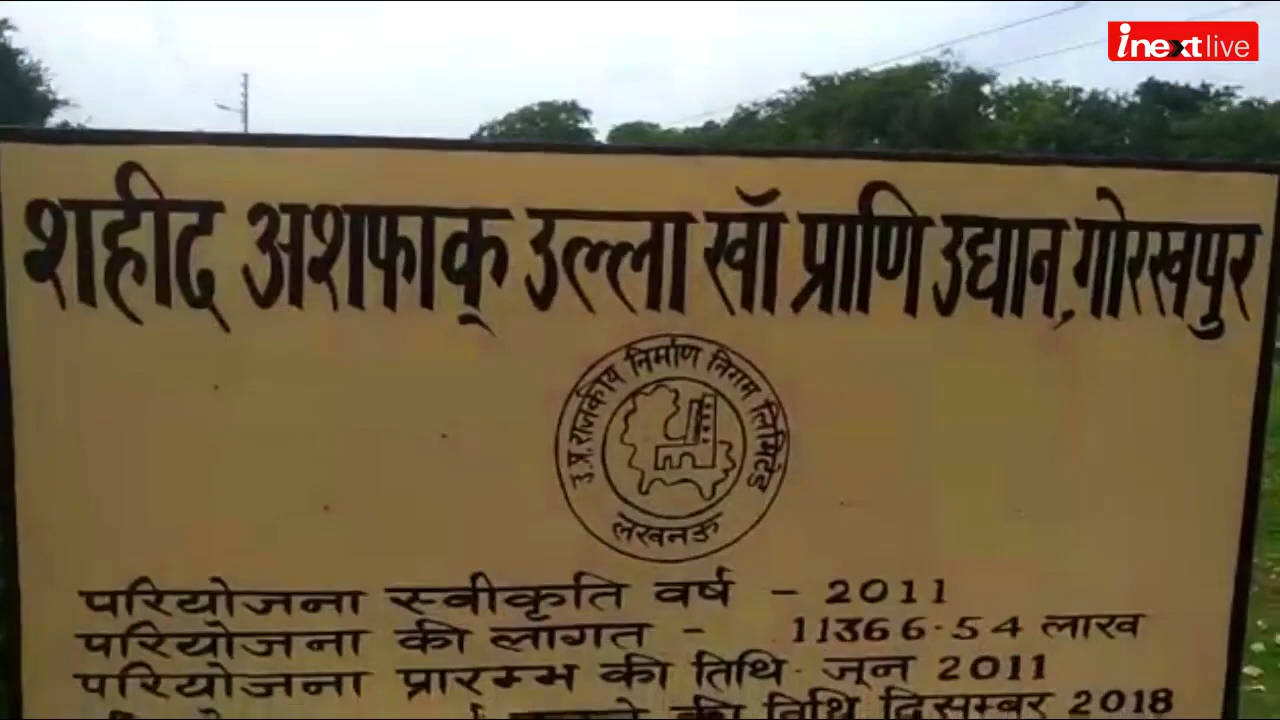 inextlive
शहीद अशफाक् उल्ला खॉ प्राणि उद्यान, गोरखपुर
उ.प्र. राजकीय निर्माण निगम लिमिटेड
लखनऊ
परियोजना स्वीकृति वर्ष - 2011
परियोजना की लागत - 11366.54 लाख
परियोजना प्रारम्भ की तिथि - जून 2011
की तिथि दिसम्बर 2018